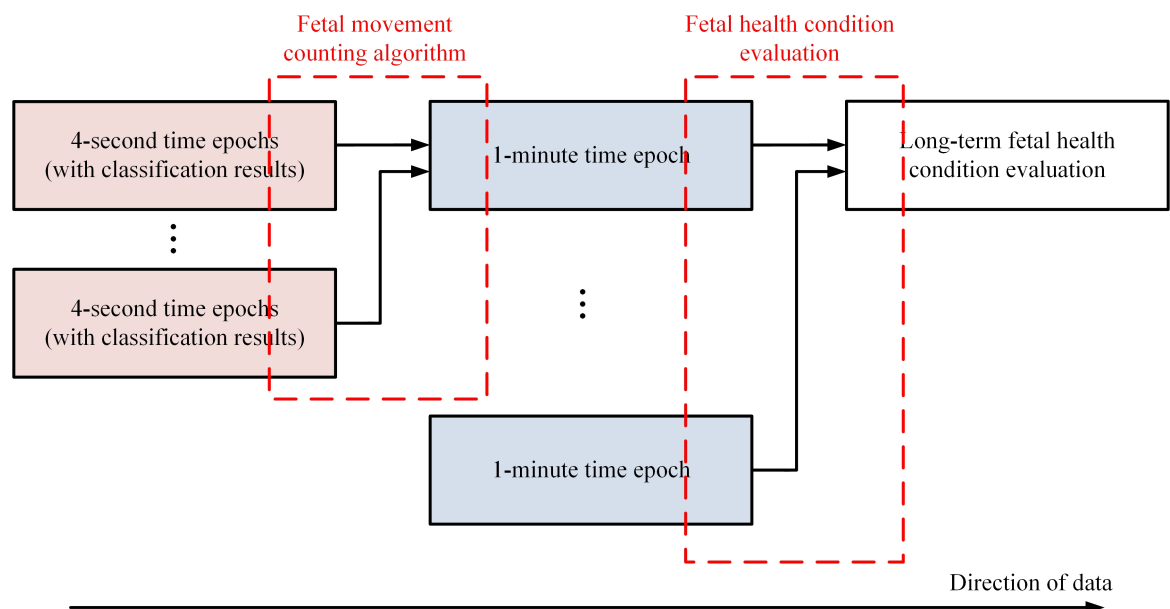 Fetal movement
counting algorithm
Fetal health condition
evaluation
4-second time epochs
(with classification results)
1-minute time epoch
Long-term fetal health
condition evaluation
4-second time epochs
(with classification results)
1-minute time epoch
Direction of data